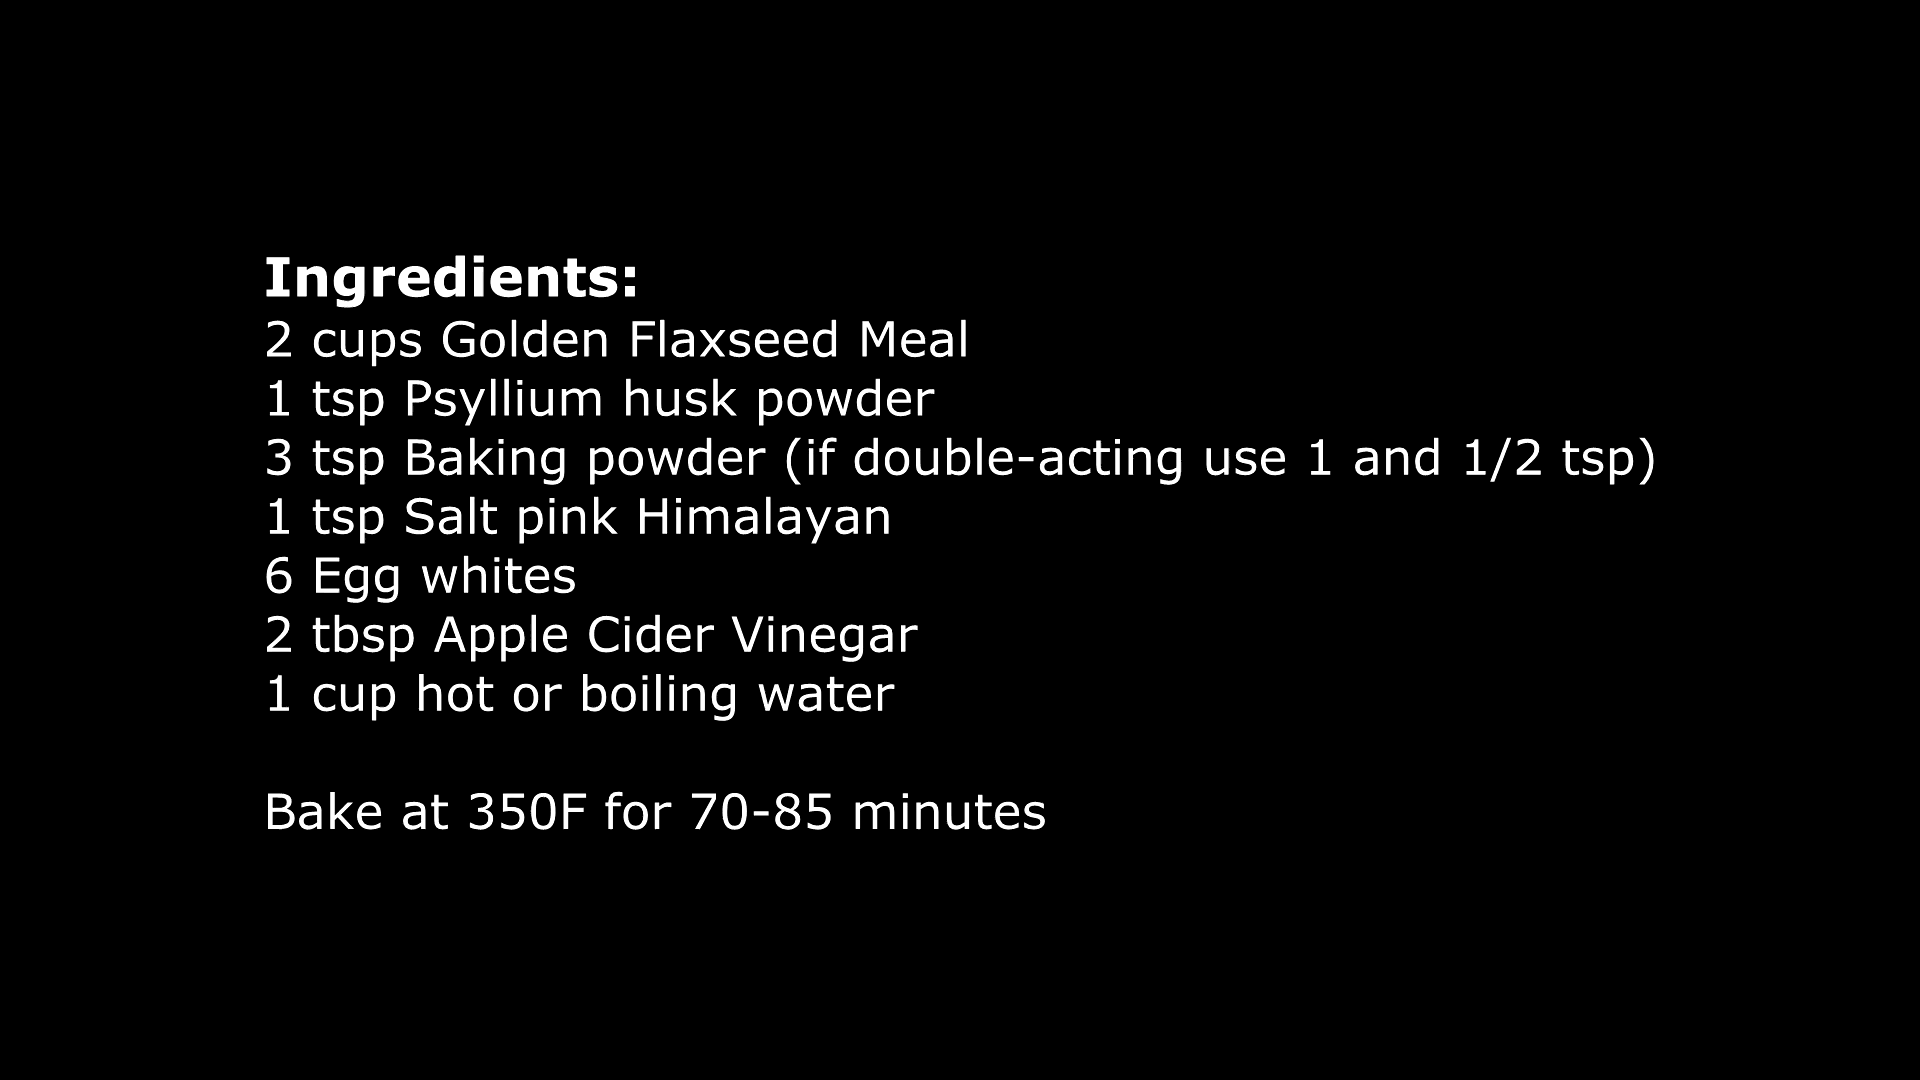 Ingredients:
2 cups Golden Flaxseed Meal
1 tsp Psyllium husk powder
3 tsp Baking powder (if double-acting use 1 and 1/2 tsp)
1 tsp Salt pink Himalayan
6 Egg whites
2 tbsp Apple Cider Vinegar
1 cup hot or boiling water
Bake at 350F for 70-85 minutes